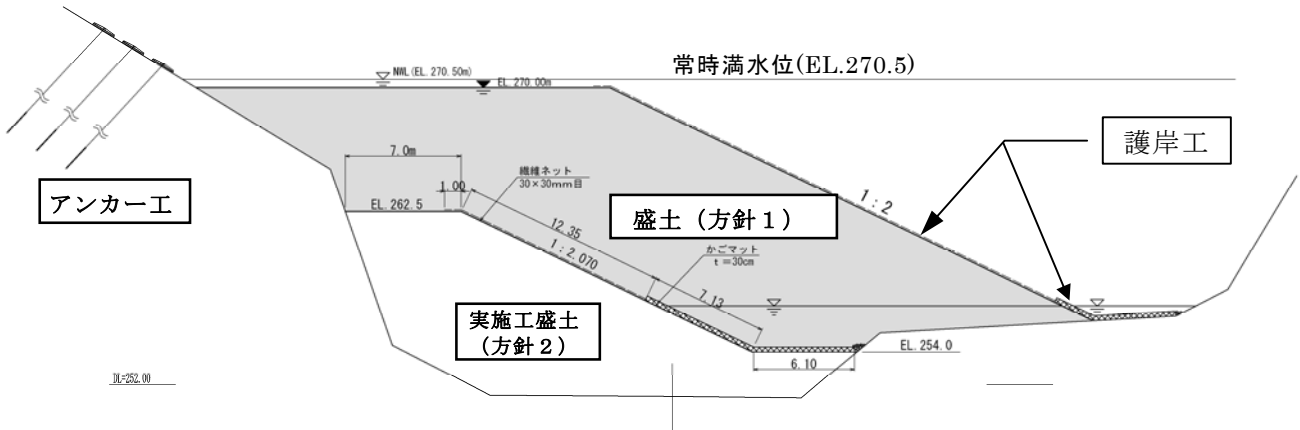 常時満水位(EL.270.5)
NWL(EL.270.50m)
EL.270.00m
護岸工
7.0m
繊維ネット
30×30mm目
1.00
アンカー工
EL.262.5
12.35
盛土（方針１）
1：2
1：2.070
かごマット
t＝30cm
7.13
実施工盛土
（方針２）
EL.254.0
6.10
DL=252.00